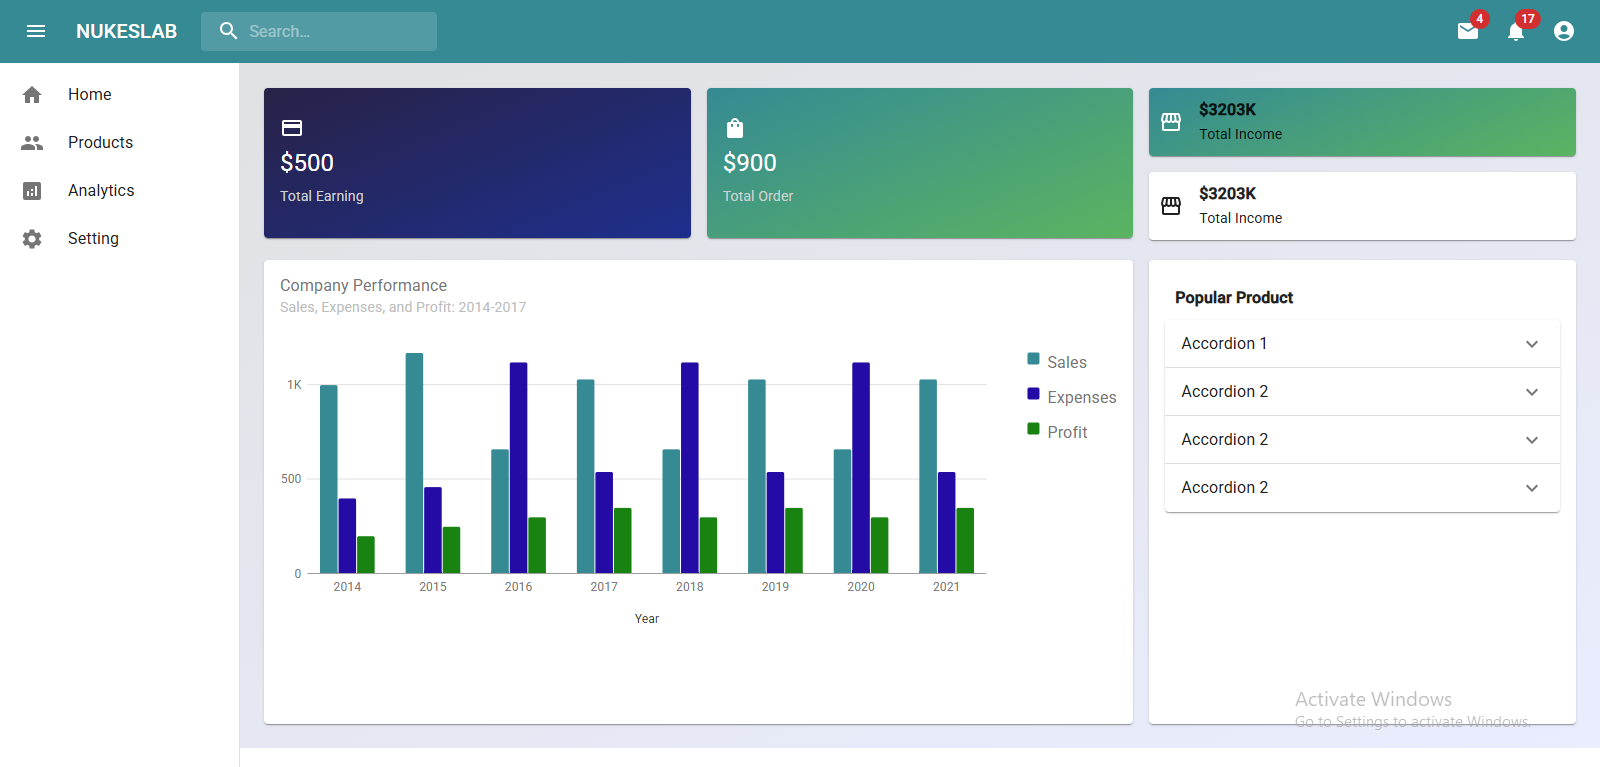 NUKESLAB
Search...
4
17
Home
Products
Analytics
Setting
$500
Total Earning
$900
Total Order
$3203K
Total Income
$3203K
Total Income
Company Performance
Sales, Expenses, and Profit: 2014-2017
1K
500
0
2014 2015 2016 2017 2018 2019 2020 2021
Year
Sales
Expenses
Profit
Popular Product
Accordion 1
Accordion 2
Accordion 2
Accordion 2
Activate Windows
Go to Settings to activate Windows.